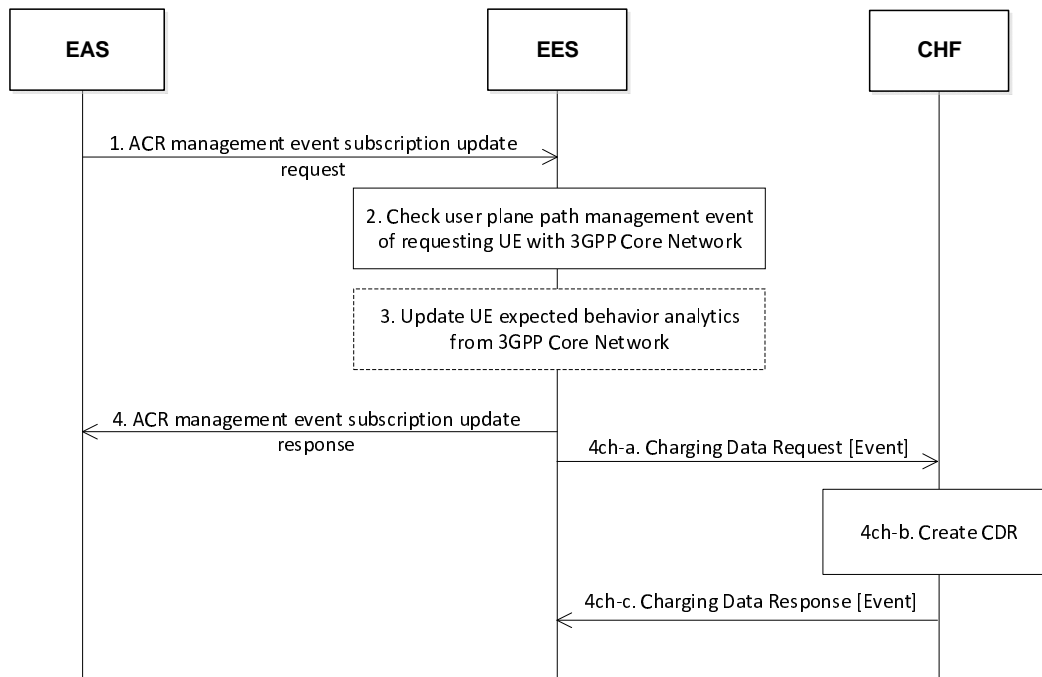 EAS
EES
CHF
1. ACR management event subscription update
request
2. Check user plane path management event
of requesting UE with 3GPP Core Network
3. Update UE expected behavior analytics
from 3GPP Core Network
4. ACR management event subscription update
response
4ch-a. Charging Data Request [Event]
4ch-b. Create CDR
4ch-c. Charging Data Response [Event]